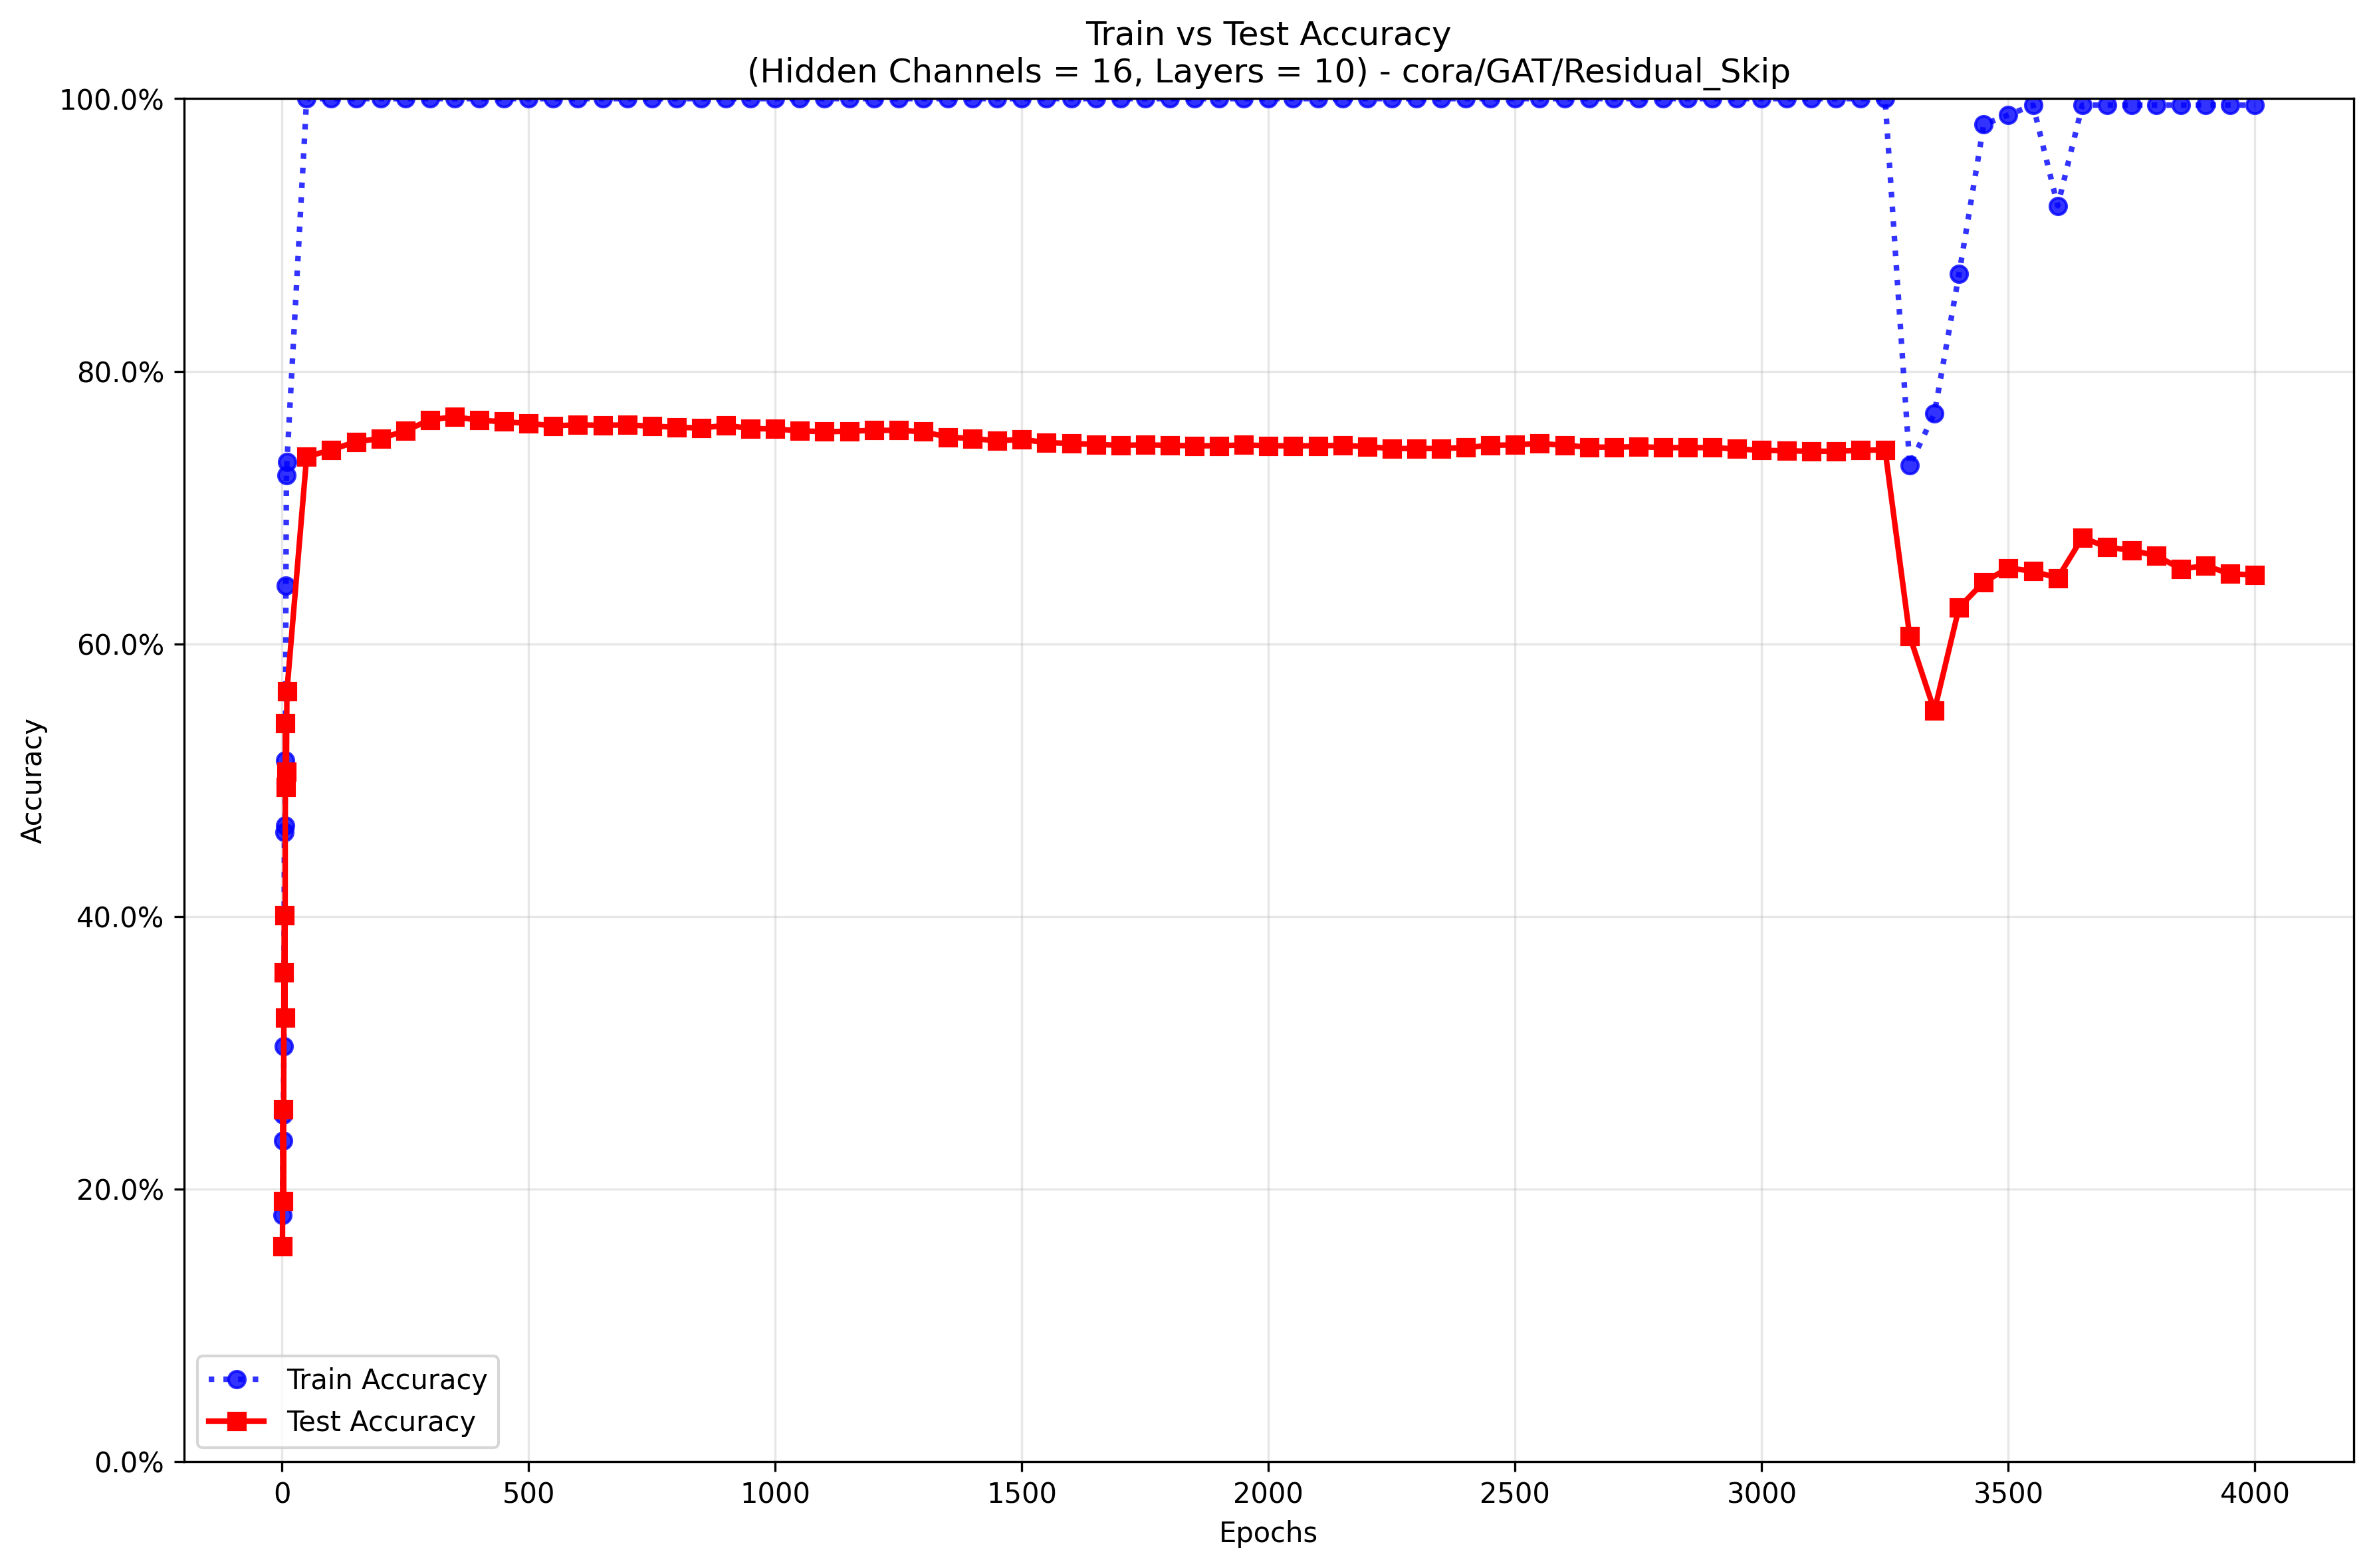 Train vs Test Accuracy
(Hidden Channels = 16, Layers = 10) - cora/GAT/Residual_Skip
100.0%
80.0%
60.0%
40.0%
20.0%
0.0%
Accuracy
Train Accuracy
Test Accuracy
0
500
1000
1500
2000
2500
3000
3500
4000
Epochs